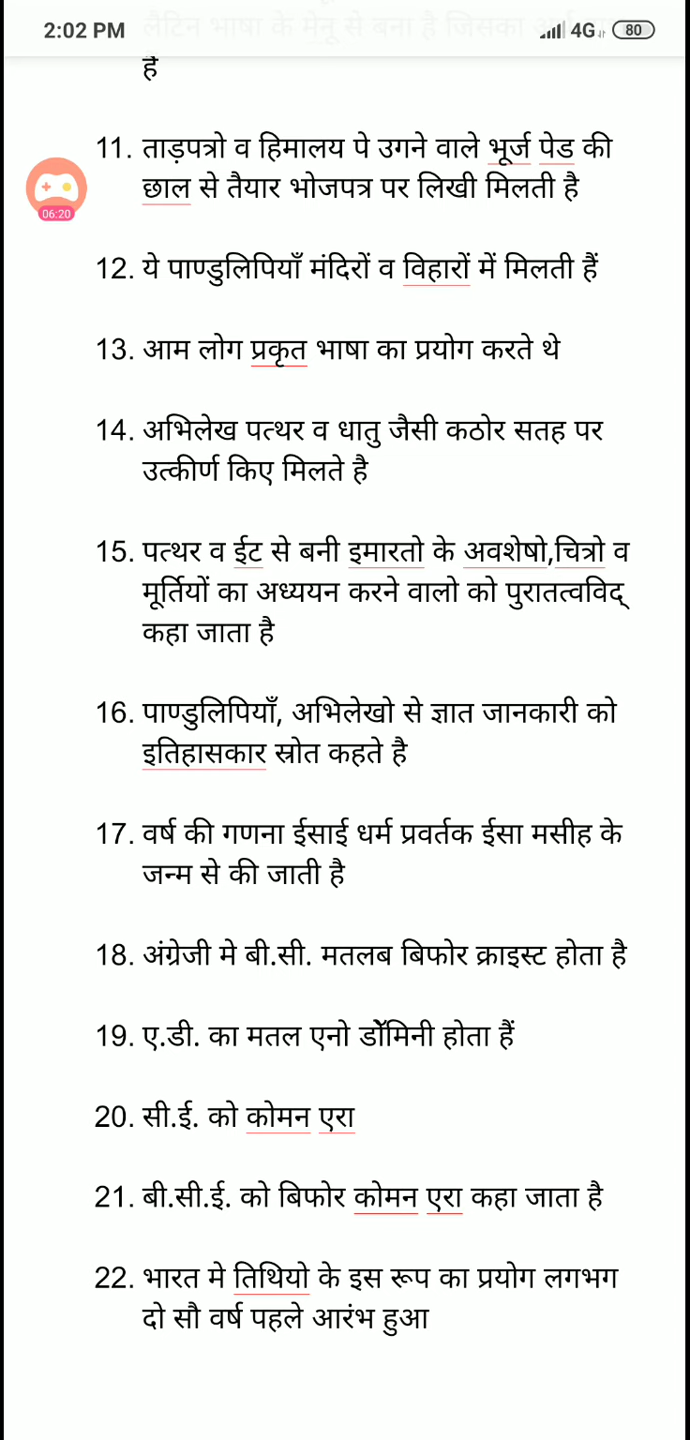 2:02 PM 4G 80
लैटिन भाषा के मेनू से बना है जिसका
है
11. ताड़पत्रो व हिमालय पे उगने वाले भूर्ज पेड की
06:20
छाल से तैयार भोजपत्र पर लिखी मिलती है
12. ये पाण्डुलिपियाँ मंदिरों व विहारों में मिलती हैं
13. आम लोग प्रकृत भाषा का प्रयोग करते थे
14. अभिलेख पत्थर व धातु जैसी कठोर सतह पर
उत्कीर्ण किए मिलते है
15. पत्थर व ईट से बनी इमारतो के अवशेषो,चित्रो व
मूर्तियों का अध्ययन करने वालो को पुरातत्वविद्
कहा जाता है
16. पाण्डुलिपियाँ, अभिलेखो से ज्ञात जानकारी को
इतिहासकार स्रोत कहते है
17. वर्ष की गणना ईसाई धर्म प्रवर्तक ईसा मसीह के
जन्म से की जाती है
18. अंग्रेजी मे बी.सी. मतलब बिफोर क्राइस्ट होता है
19. ए.डी. का मतल एनो डॉॅमिनी होता हैं
20. सी.ई. को कोमन एरा
21. बी.सी.ई. को बिफोर कोमन एरा कहा जाता है
22. भारत मे तिथियो के इस रूप का प्रयोग लगभग
दो सौ वर्ष पहले आरंभ हुआ